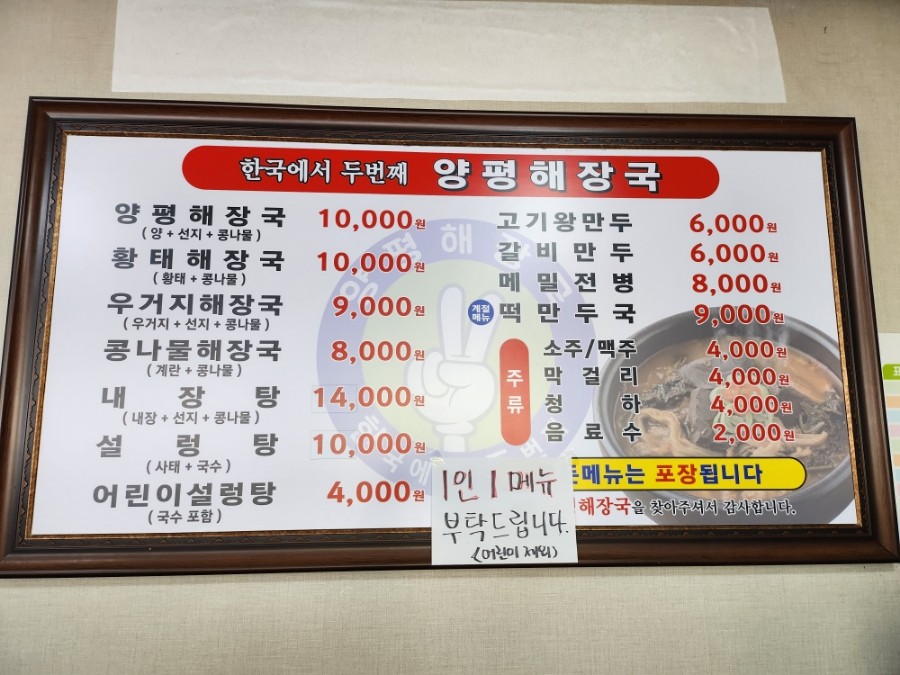 한국에서 두번째 양평해장국
양평해장국 10,000원
( 양 + 선지 + 콩나물 )
황태해장국 10,000원
( 황태 + 콩나물 )
우거지해장국 9,000원
( 우거지 + 선지 + 콩나물 )
콩나물해장국 8,000원
( 계란 + 콩나물 )
내장탕 14,000원
( 내장 + 선지 + 콩나물 )
설렁탕 10,000원
( 사태 + 국수 )
어린이설렁탕 4,000원
( 국수 포함 )
고기왕만두 6,000원
갈비만두 6,000원
메밀전병 8,000원
계절메뉴 떡만두국 9,000원
주류
소주/맥주 4,000원
막걸리 4,000원
청하 4,000원
음료수 2,000원
든메뉴는 포장됩니다
해장국을 찾아주셔서 감사합니다.
1인 1메뉴
부탁드립니다.
(어린이 제외)